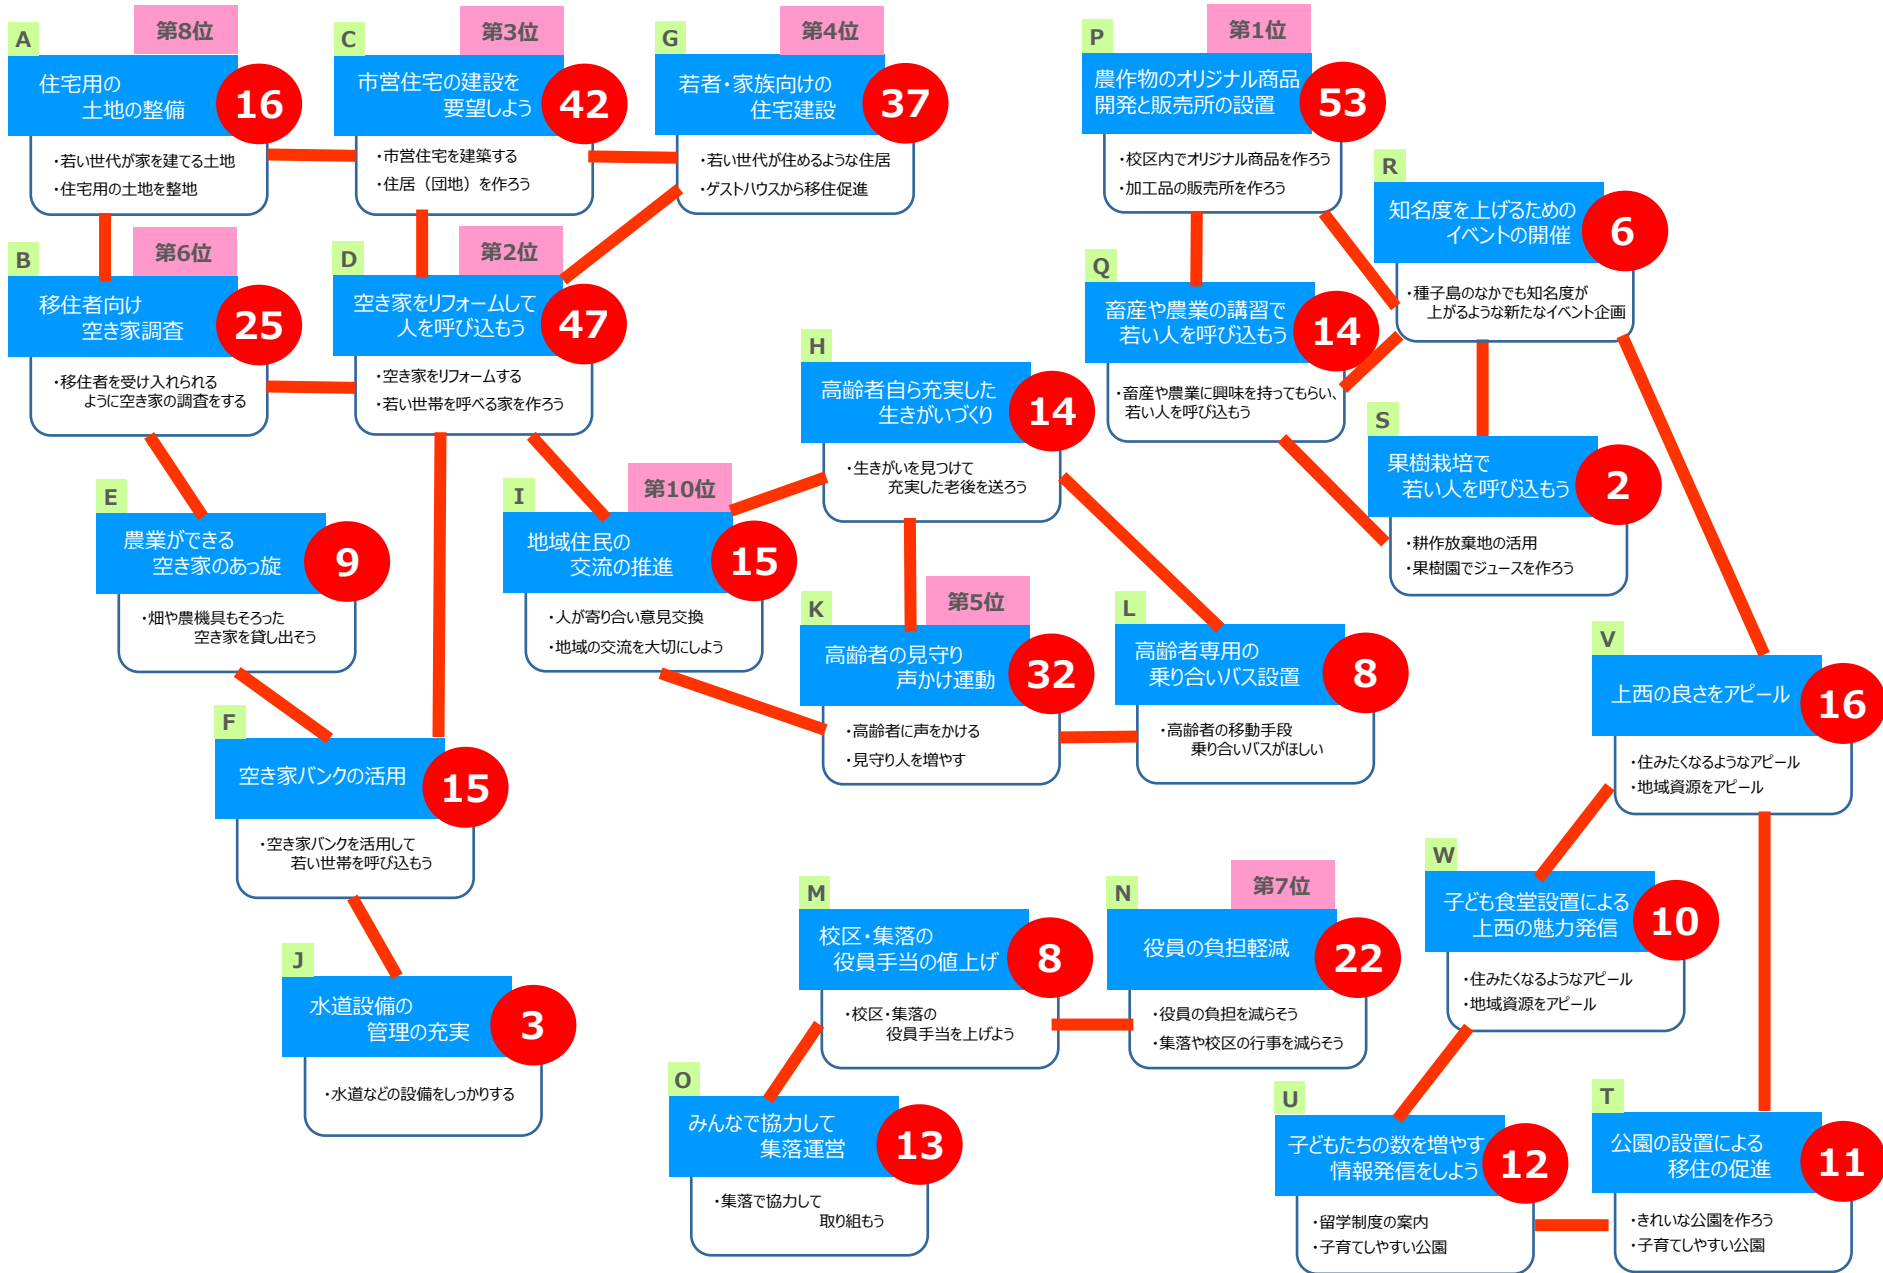 A
第8位
住宅用の
土地の整備
16
・若い世代が家を建てる土地
・住宅用の土地を整地
C
第3位
市営住宅の建設を
要望しよう
42
・市営住宅を建築する
・住居（団地）を作ろう
G
第4位
若者・家族向けの
住宅建設
37
・若い世代が住めるような住居
・ゲストハウスから移住促進
B
第6位
移住者向け
空き家調査
25
・移住者を受け入れられる
ように空き家の調査をする
D
第2位
空き家をリフォームして
人を呼び込もう
47
・空き家をリフォームする
・若い世帯を呼べる家を作ろう
E
農業ができる
空き家のあっ旋
9
・畑や農機具もそろった
空き家を貸し出そう
F
空き家バンクの活用
15
・空き家バンクを活用して
若い世帯を呼び込もう
J
水道設備の
管理の充実
3
・水道などの設備をしっかりする
I
第10位
地域住民の
交流の推進
15
・人が寄り合い意見交換
・地域の交流を大切にしよう
H
高齢者自ら充実した
生きがいづくり
14
・生きがいを見つけて
充実した老後を送ろう
K
第5位
高齢者の見守り
声かけ運動
32
・高齢者に声をかける
・見守り人を増やす
L
高齢者専用の
乗り合いバス設置
8
・高齢者の移動手段
乗り合いバスがほしい
M
校区・集落の
役員手当の値上げ
8
・校区・集落の
役員手当を上げよう
N
第7位
役員の負担軽減
22
・役員の負担を減らそう
・集落や校区の行事を減らそう
O
みんなで協力して
集落運営
13
・集落で協力して
取り組もう
P
第1位
農作物のオリジナル商品
開発と販売所の設置
53
・校区内でオリジナル商品を作ろう
・加工品の販売所を作ろう
Q
畜産や農業の講習で
若い人を呼び込もう
14
・畜産や農業に興味を持ってもらい、
若い人を呼び込もう
R
知名度を上げるための
イベントの開催
6
・種子島のなかでも知名度が
上がるような新たなイベント企画
S
果樹栽培で
若い人を呼び込もう
2
・耕作放棄地の活用
・果樹園でジュースを作ろう
V
上西の良さをアピール
16
・住みたくなるようなアピール
・地域資源をアピール
W
子ども食堂設置による
上西の魅力発信
10
・住みたくなるようなアピール
・地域資源をアピール
U
子どもたちの数を増やす
情報発信をしよう
12
・留学制度の案内
・子育てしやすい公園
T
公園の設置による
移住の促進
11
・きれいな公園を作ろう
・子育てしやすい公園